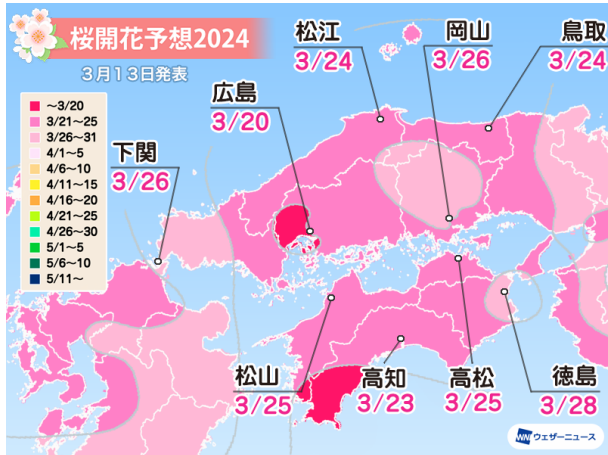 桜開花予想2024
3月13日発表
～3/20
3/21～25
3/26～31
4/1～5
4/6～10
4/11～15
4/16～20
4/21～25
4/26～30
5/1～5
5/6～10
5/11～
松江
3/24
岡山
3/26
鳥取
3/24
広島
3/20
下関
3/26
松山
3/25
高知
3/23
高松
3/25
徳島
3/28
WNI ウェザーニュース